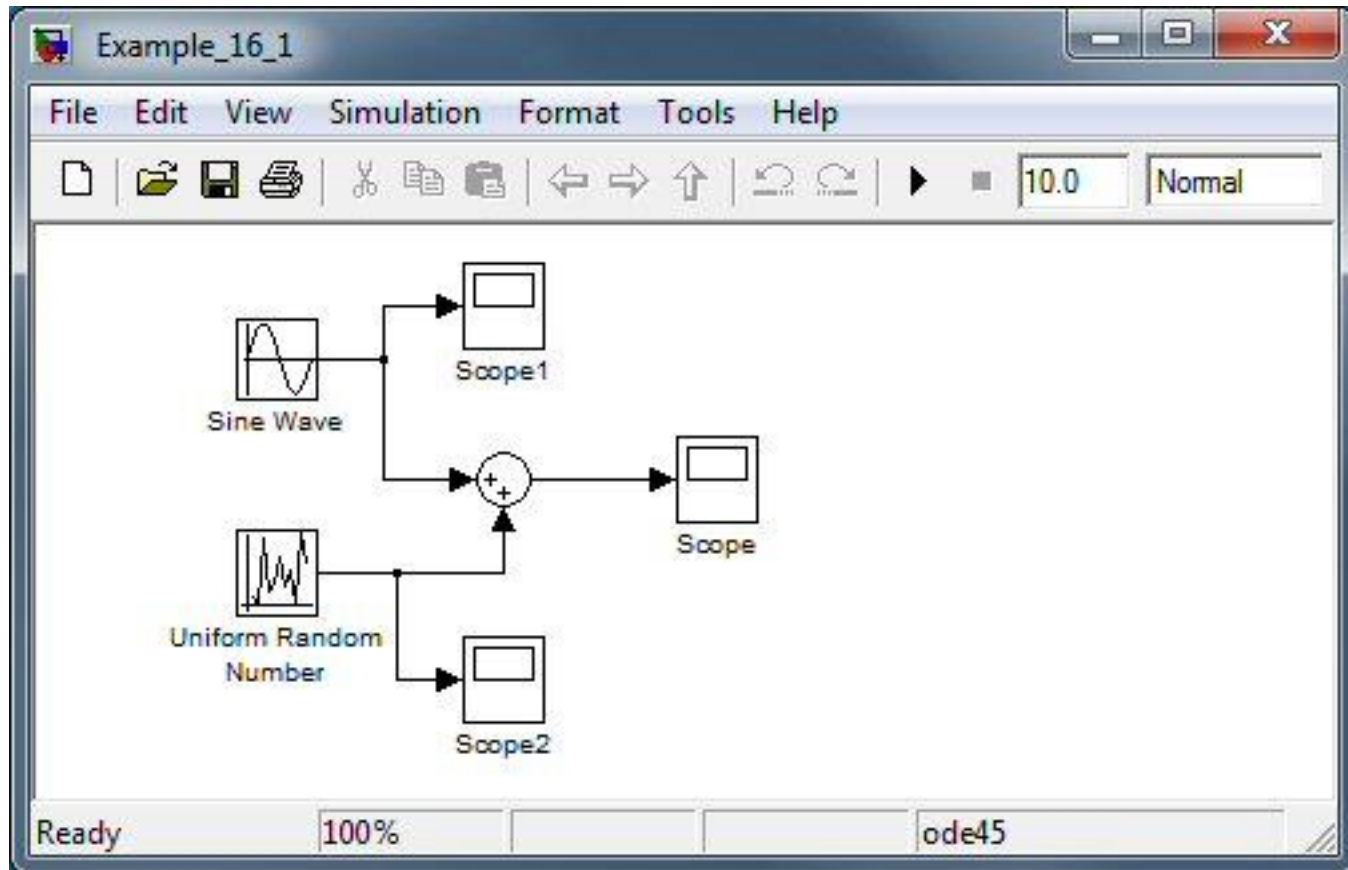 Example_16_1
File Edit View Simulation Format Tools Help
10.0 Normal
Scope1
Sine Wave
+
+
Scope
Uniform Random
Number
Scope2
Ready 100% ode45